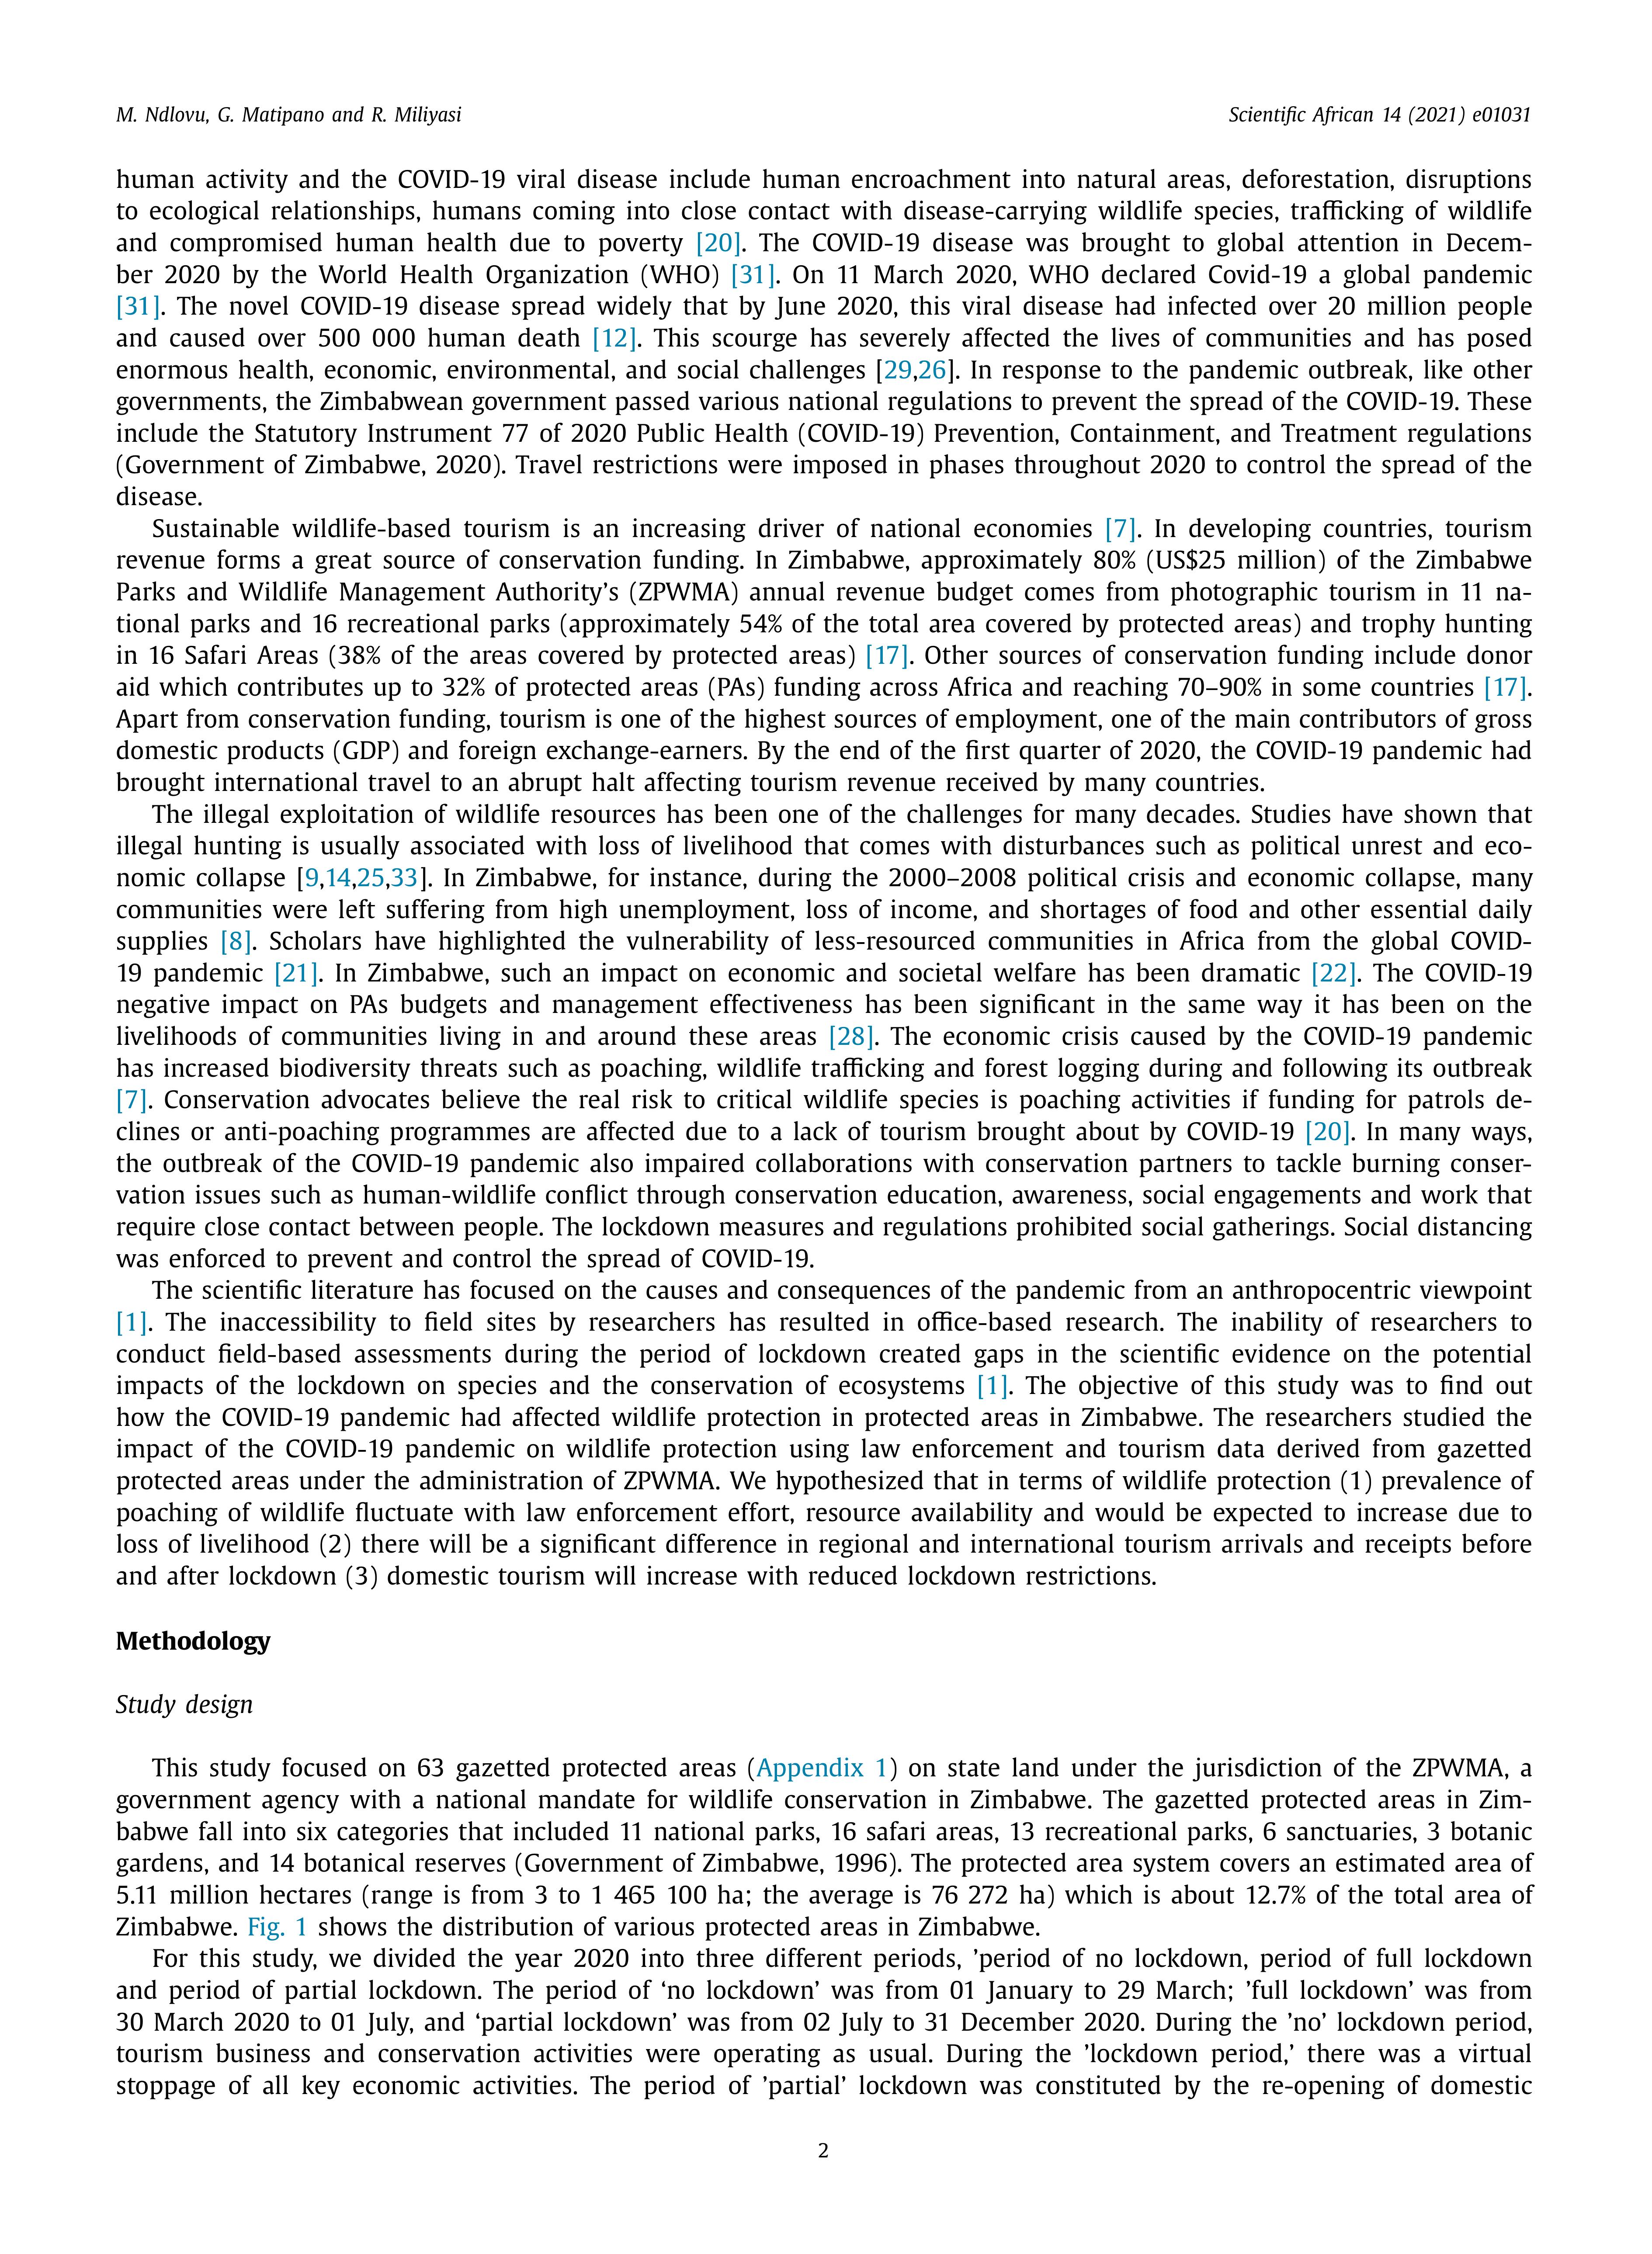 M. Ndlovu, G. Matipano and R. Miliyasi
Scientific African 14 (2021) e01031
human activity and the COVID-19 viral disease include human encroachment into natural areas, deforestation, disruptions
to ecological relationships, humans coming into close contact with disease-carrying wildlife species, trafficking of wildlife
and compromised human health due to poverty [20]. The COVID-19 disease was brought to global attention in Decem-
ber 2020 by the World Health Organization (WHO) [31]. On 11 March 2020, WHO declared Covid-19 a global pandemic
[31]. The novel COVID-19 disease spread widely that by June 2020, this viral disease had infected over 20 million people
and caused over 500 000 human death [12]. This scourge has severely affected the lives of communities and has posed
enormous health, economic, environmental, and social challenges [29,26]. In response to the pandemic outbreak, like other
governments, the Zimbabwean government passed various national regulations to prevent the spread of the COVID-19. These
include the Statutory Instrument 77 of 2020 Public Health (COVID-19) Prevention, Containment, and Treatment regulations
(Government of Zimbabwe, 2020). Travel restrictions were imposed in phases throughout 2020 to control the spread of the
disease.
Sustainable wildlife-based tourism is an increasing driver of national economies [7]. In developing countries, tourism
revenue forms a great source of conservation funding. In Zimbabwe, approximately 80% (US$25 million) of the Zimbabwe
Parks and Wildlife Management Authority's (ZPWMA) annual revenue budget comes from photographic tourism in 11 na-
tional parks and 16 recreational parks (approximately 54% of the total area covered by protected areas) and trophy hunting
in 16 Safari Areas (38% of the areas covered by protected areas) [17]. Other sources of conservation funding include donor
aid which contributes up to 32% of protected areas (PAs) funding across Africa and reaching 70–90% in some countries [17].
Apart from conservation funding, tourism is one of the highest sources of employment, one of the main contributors of gross
domestic products (GDP) and foreign exchange-earners. By the end of the first quarter of 2020, the COVID-19 pandemic had
brought international travel to an abrupt halt affecting tourism revenue received by many countries.
The illegal exploitation of wildlife resources has been one of the challenges for many decades. Studies have shown that
illegal hunting is usually associated with loss of livelihood that comes with disturbances such as political unrest and eco-
nomic collapse [9,14,25,33]. In Zimbabwe, for instance, during the 2000–2008 political crisis and economic collapse, many
communities were left suffering from high unemployment, loss of income, and shortages of food and other essential daily
supplies [8]. Scholars have highlighted the vulnerability of less-resourced communities in Africa from the global COVID-
19 pandemic [21]. In Zimbabwe, such an impact on economic and societal welfare has been dramatic [22]. The COVID-19
negative impact on PAs budgets and management effectiveness has been significant in the same way it has been on the
livelihoods of communities living in and around these areas [28]. The economic crisis caused by the COVID-19 pandemic
has increased biodiversity threats such as poaching, wildlife trafficking and forest logging during and following its outbreak
[7]. Conservation advocates believe the real risk to critical wildlife species is poaching activities if funding for patrols de-
clines or anti-poaching programmes are affected due to a lack of tourism brought about by COVID-19 [20]. In many ways,
the outbreak of the COVID-19 pandemic also impaired collaborations with conservation partners to tackle burning conser-
vation issues such as human-wildlife conflict through conservation education, awareness, social engagements and work that
require close contact between people. The lockdown measures and regulations prohibited social gatherings. Social distancing
was enforced to prevent and control the spread of COVID-19.
The scientific literature has focused on the causes and consequences of the pandemic from an anthropocentric viewpoint
[1]. The inaccessibility to field sites by researchers has resulted in office-based research. The inability of researchers to
conduct field-based assessments during the period of lockdown created gaps in the scientific evidence on the potential
impacts of the lockdown on species and the conservation of ecosystems [1]. The objective of this study was to find out
how the COVID-19 pandemic had affected wildlife protection in protected areas in Zimbabwe. The researchers studied the
impact of the COVID-19 pandemic on wildlife protection using law enforcement and tourism data derived from gazetted
protected areas under the administration of ZPWMA. We hypothesized that in terms of wildlife protection (1) prevalence of
poaching of wildlife fluctuate with law enforcement effort, resource availability and would be expected to increase due to
loss of livelihood (2) there will be a significant difference in regional and international tourism arrivals and receipts before
and after lockdown (3) domestic tourism will increase with reduced lockdown restrictions.
Methodology
Study design
This study focused on 63 gazetted protected areas (Appendix 1) on state land under the jurisdiction of the ZPWMA, a
government agency with a national mandate for wildlife conservation in Zimbabwe. The gazetted protected areas in Zim-
babwe fall into six categories that included 11 national parks, 16 safari areas, 13 recreational parks, 6 sanctuaries, 3 botanic
gardens, and 14 botanical reserves (Government of Zimbabwe, 1996). The protected area system covers an estimated area of
5.11 million hectares (range is from 3 to 1 465 100 ha; the average is 76 272 ha) which is about 12.7% of the total area of
Zimbabwe. Fig. 1 shows the distribution of various protected areas in Zimbabwe.
For this study, we divided the year 2020 into three different periods, ’period of no lockdown, period of full lockdown
and period of partial lockdown. The period of ‘no lockdown’ was from 01 January to 29 March; ’full lockdown’ was from
30 March 2020 to 01 July, and ‘partial lockdown’ was from 02 July to 31 December 2020. During the ’no’ lockdown period,
tourism business and conservation activities were operating as usual. During the ’lockdown period,’ there was a virtual
stoppage of all key economic activities. The period of ’partial’ lockdown was constituted by the re-opening of domestic
2